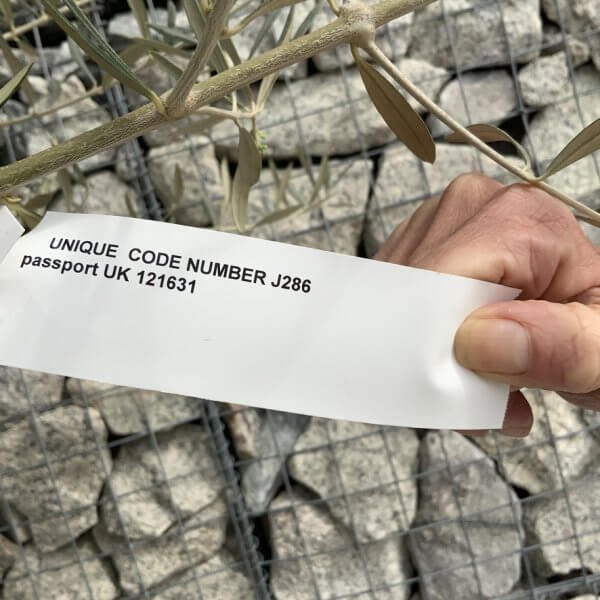 UNIQUE CODE NUMBER J286
passport UK 121631